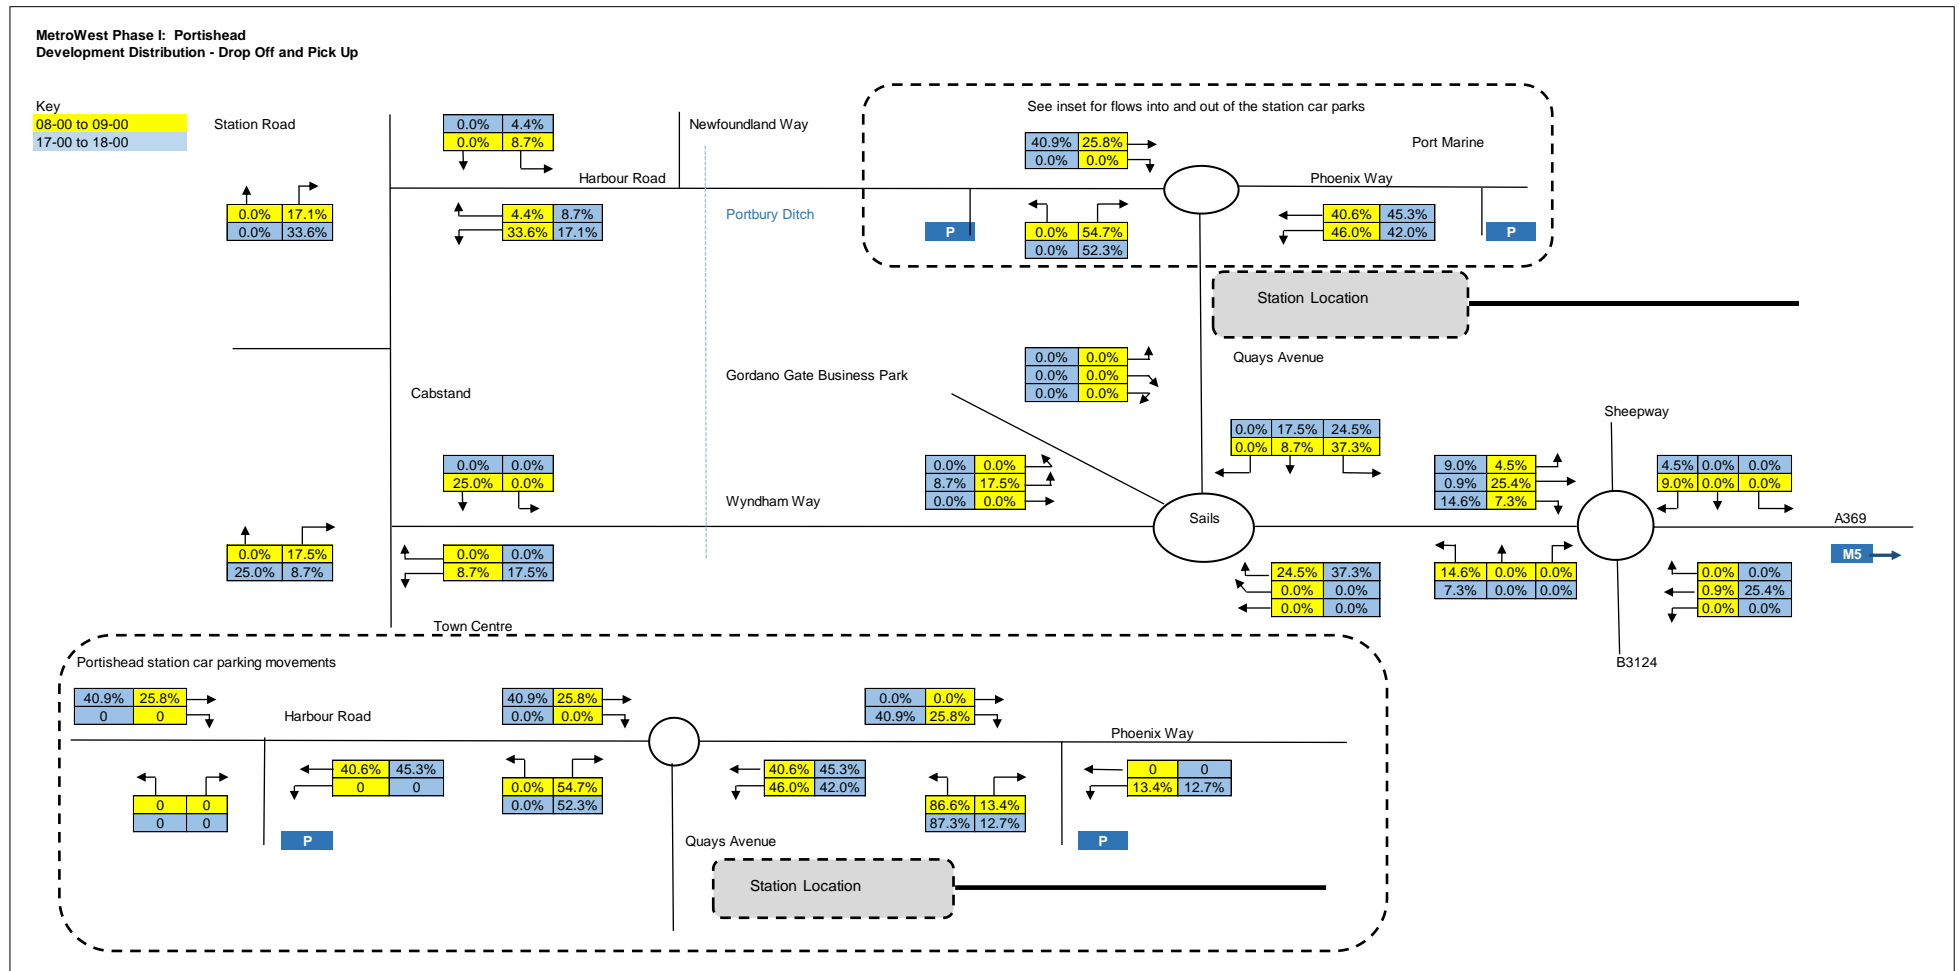 MetroWest Phase I: Portishead
Development Distribution - Drop Off and Pick Up
Key
08-00 to 09-00
17-00 to 18-00
Station Road
0.0% 4.4%
0.0% 8.7%
Newfoundland Way
See inset for flows into and out of the station car parks
40.9% 25.8%
0.0% 0.0%
Port Marine
Harbour Road
Phoenix Way
0.0% 17.1%
0.0% 33.6%
4.4% 8.7%
33.6% 17.1%
Portbury Ditch
P
0.0% 54.7%
0.0% 52.3%
40.6% 45.3%
46.0% 42.0%
P
Station Location
Quays Avenue
Gordano Gate Business Park
0.0% 0.0%
0.0% 0.0%
0.0% 0.0%
Cabstand
Sheepway
0.0% 17.5% 24.5%
0.0% 8.7% 37.3%
0.0% 0.0%
25.0% 0.0%
Wyndham Way
0.0% 0.0%
8.7% 17.5%
0.0% 0.0%
9.0% 4.5%
0.9% 25.4%
14.6% 7.3%
4.5% 0.0% 0.0%
9.0% 0.0% 0.0%
Sails
A369
M5
0.0% 17.5%
25.0% 8.7%
0.0% 0.0%
8.7% 17.5%
24.5% 37.3%
0.0% 0.0%
0.0% 0.0%
14.6% 0.0% 0.0%
7.3% 0.0% 0.0%
0.0% 0.0%
0.9% 25.4%
0.0% 0.0%
Town Centre
B3124
Portishead station car parking movements
40.9% 25.8%
0 0
Harbour Road
40.9% 25.8%
0.0% 0.0%
0.0% 0.0%
40.9% 25.8%
Phoenix Way
0 0
0 0
40.6% 45.3%
0 0
0.0% 54.7%
0.0% 52.3%
40.6% 45.3%
46.0% 42.0%
86.6% 13.4%
87.3% 12.7%
0 0
13.4% 12.7%
P
Quays Avenue
P
Station Location